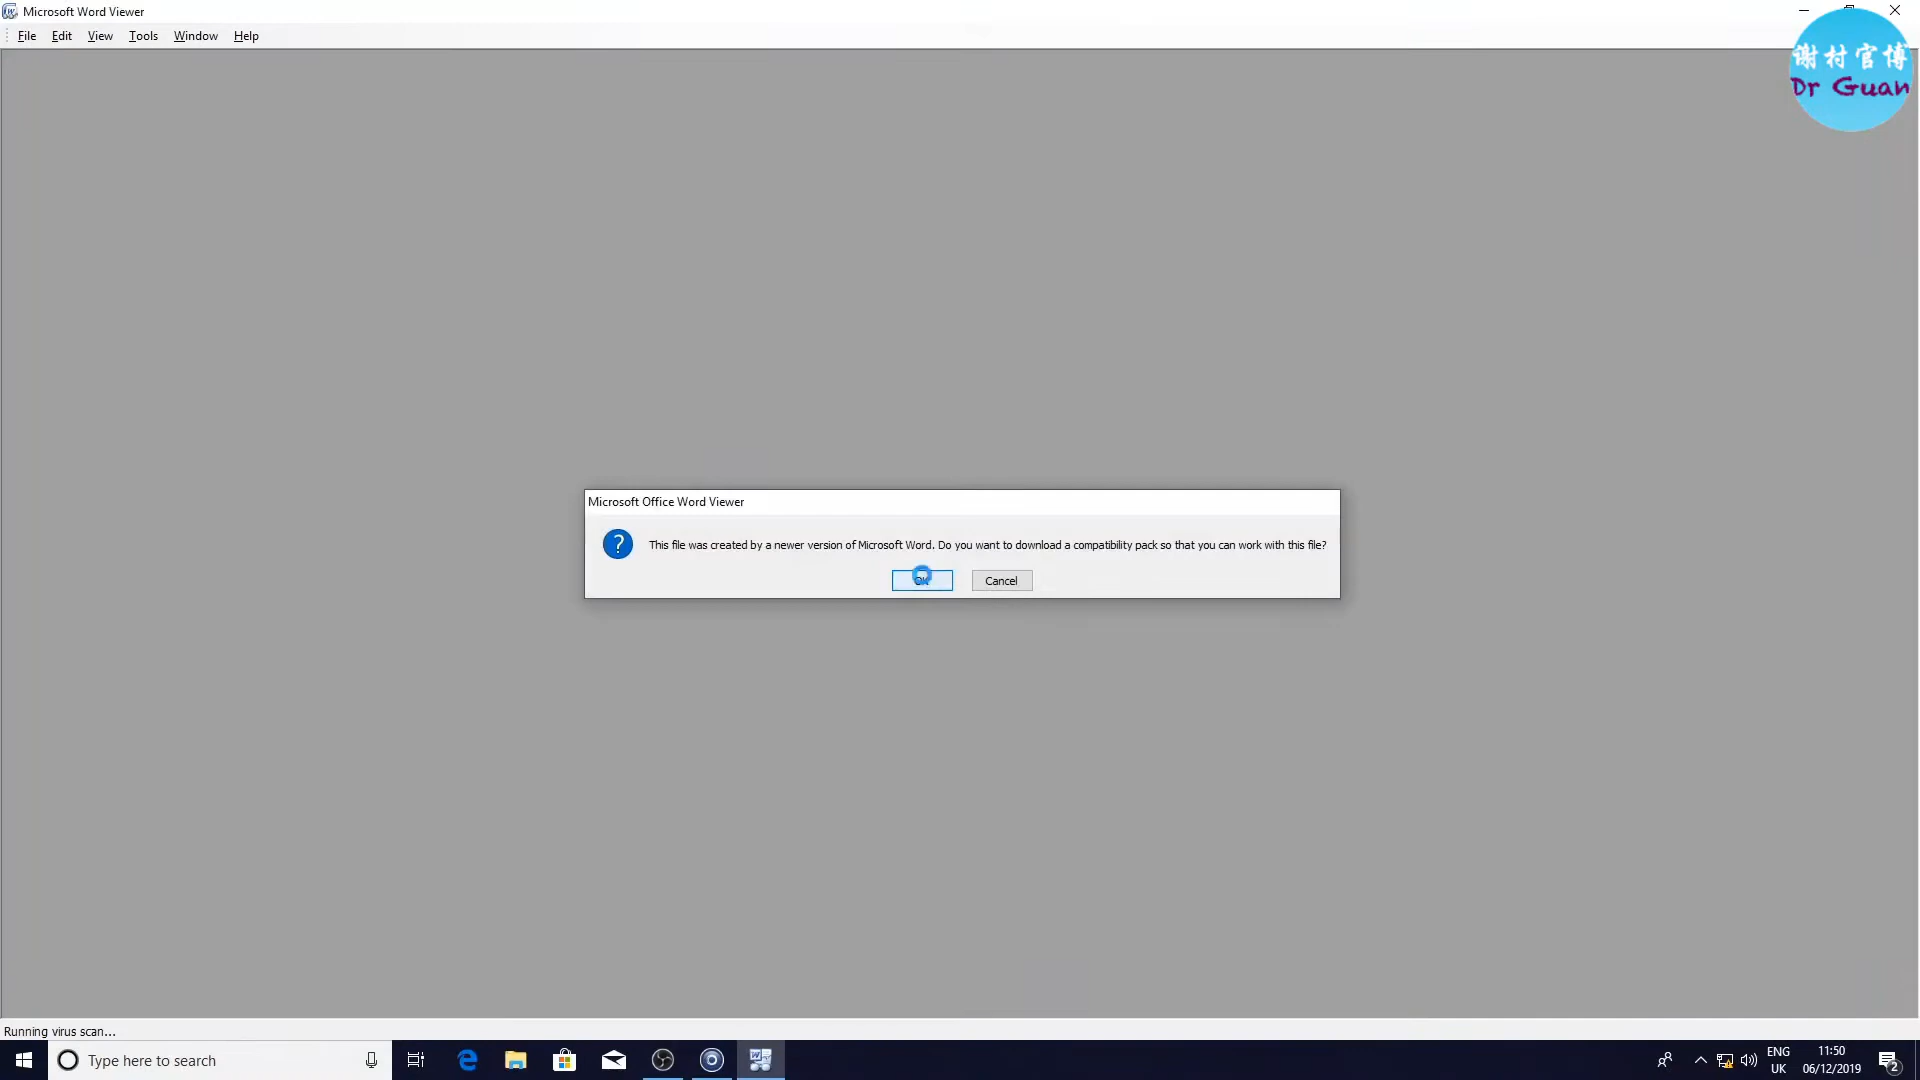 Microsoft Word Viewer
File Edit View Tools Window Help
谢村官博
Dr Guan
Microsoft Office Word Viewer
This file was created by a newer version of Microsoft Word. Do you want to download a compatibility pack so that you can work with this file?
OK Cancel
Running virus scan...
Type here to search
ENG
UK
11:50
06/12/2019
2